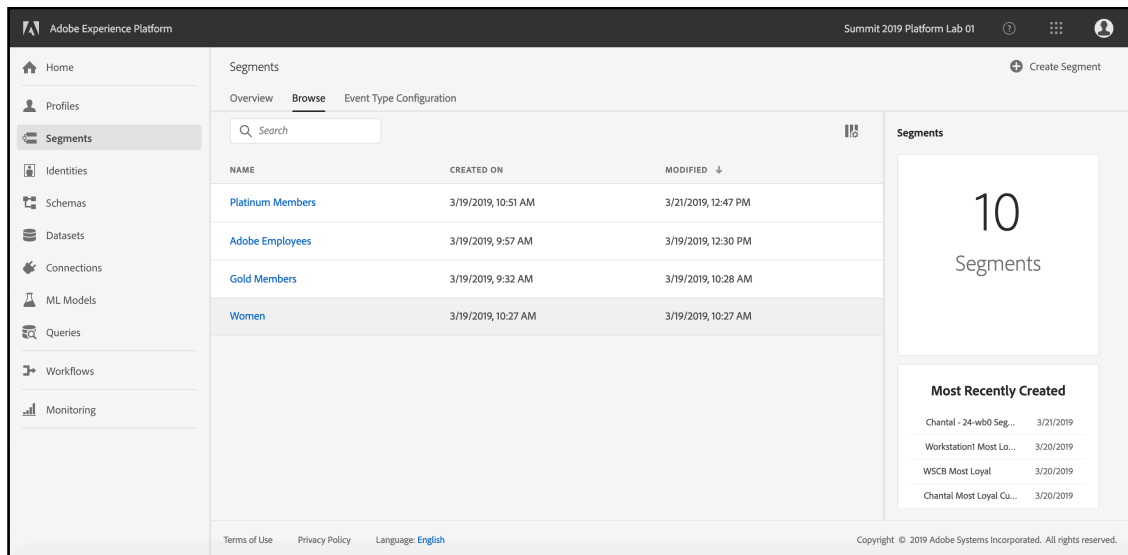 Adobe Experience Platform
Summit 2019 Platform Lab 01
Home
Profiles
Segments
Identities
Schemas
Datasets
Connections
ML Models
Queries
Workflows
Monitoring
Segments
Create Segment
Overview Browse Event Type Configuration
Search
NAME CREATED ON MODIFIED ↓
Platinum Members 3/19/2019, 10:51 AM 3/21/2019, 12:47 PM
Adobe Employees 3/19/2019, 9:57 AM 3/19/2019, 12:30 PM
Gold Members 3/19/2019, 9:32 AM 3/19/2019, 10:28 AM
Women 3/19/2019, 10:27 AM 3/19/2019, 10:27 AM
Segments
10
Segments
Most Recently Created
Chantal - 24-wb0 Seg... 3/21/2019
Workstation1 Most Lo... 3/20/2019
WSCB Most Loyal 3/20/2019
Chantal Most Loyal Cu... 3/20/2019
Terms of Use Privacy Policy Language: English
Copyright © 2019 Adobe Systems Incorporated. All rights reserved.